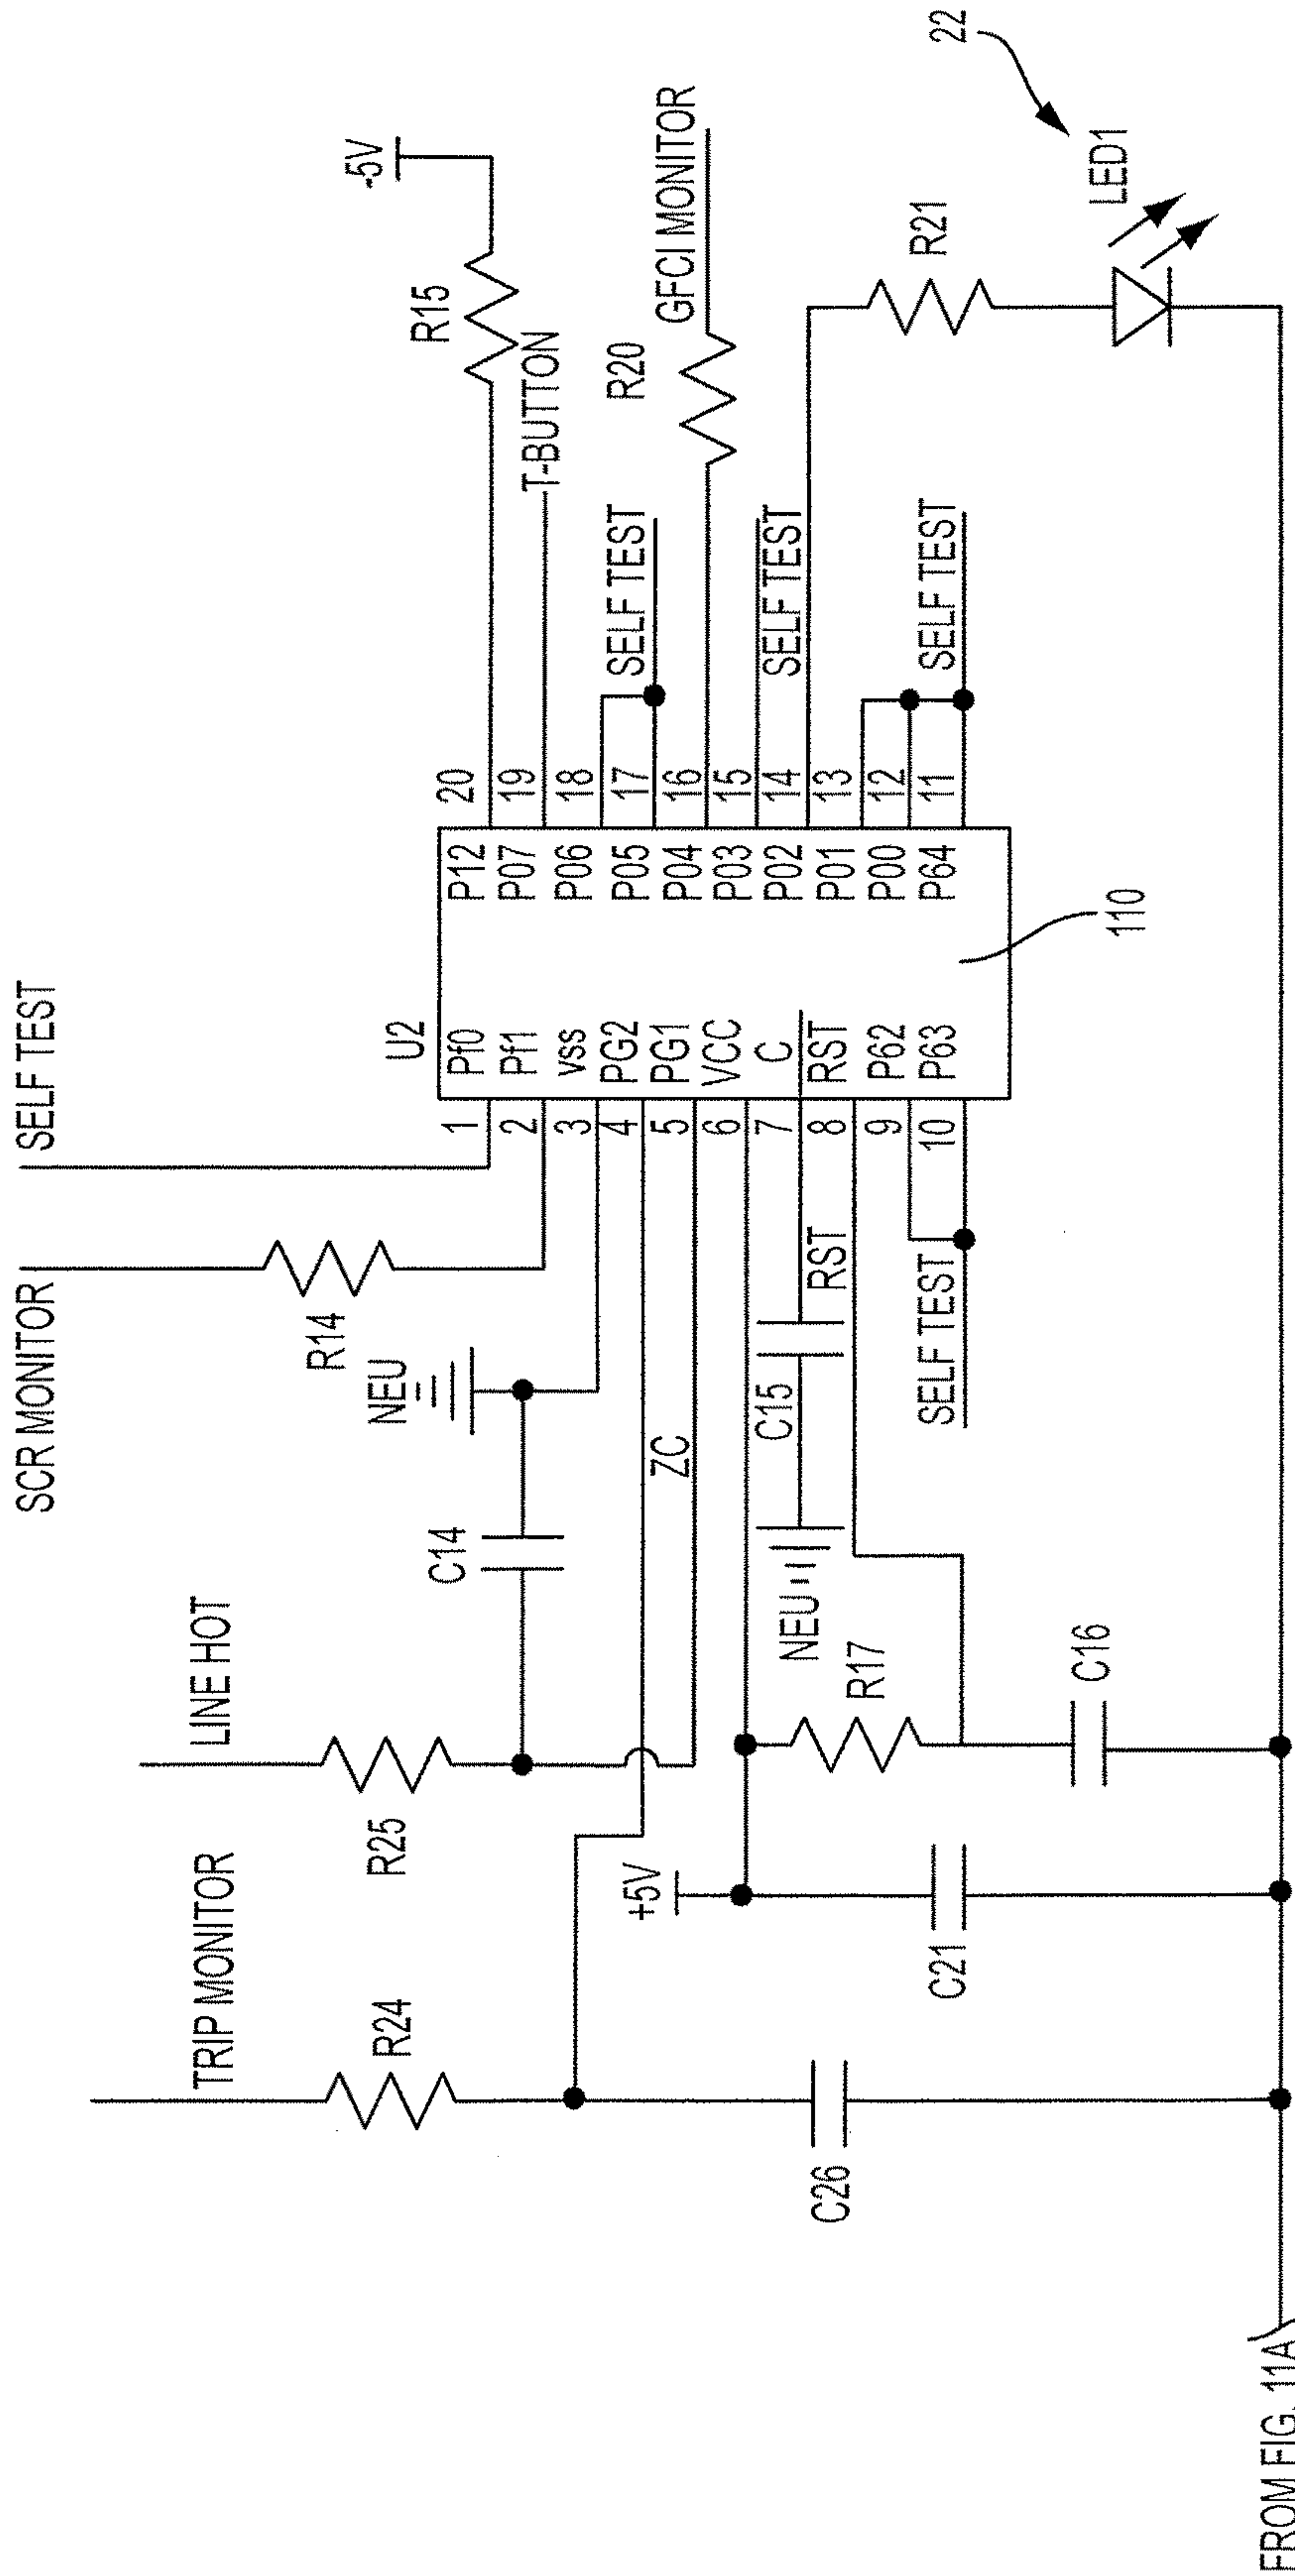 SELF TEST
SCR MONITOR
R14
NEU
LINE HOT
R25
C14
TRIP MONITOR
R24
ZC
+5V
C26
C21
R17
C16
NEU
C15
RST
SELF TEST
U2
1 Pf0
2 Pf1
3 vss
4 PG2
5 PG1
6 VCC
7 C
8 RST
9 P62
10 P63
P12 20
P07 19
P06 18
P05 17
P04 16
P03 15
P02 14
P01 13
P00 12
P64 11
110
-5V
R15
T-BUTTON
SELF TEST
R20
GFCI MONITOR
SELF TEST
SELF TEST
R21
LED1
22
FROM FIG. 11A